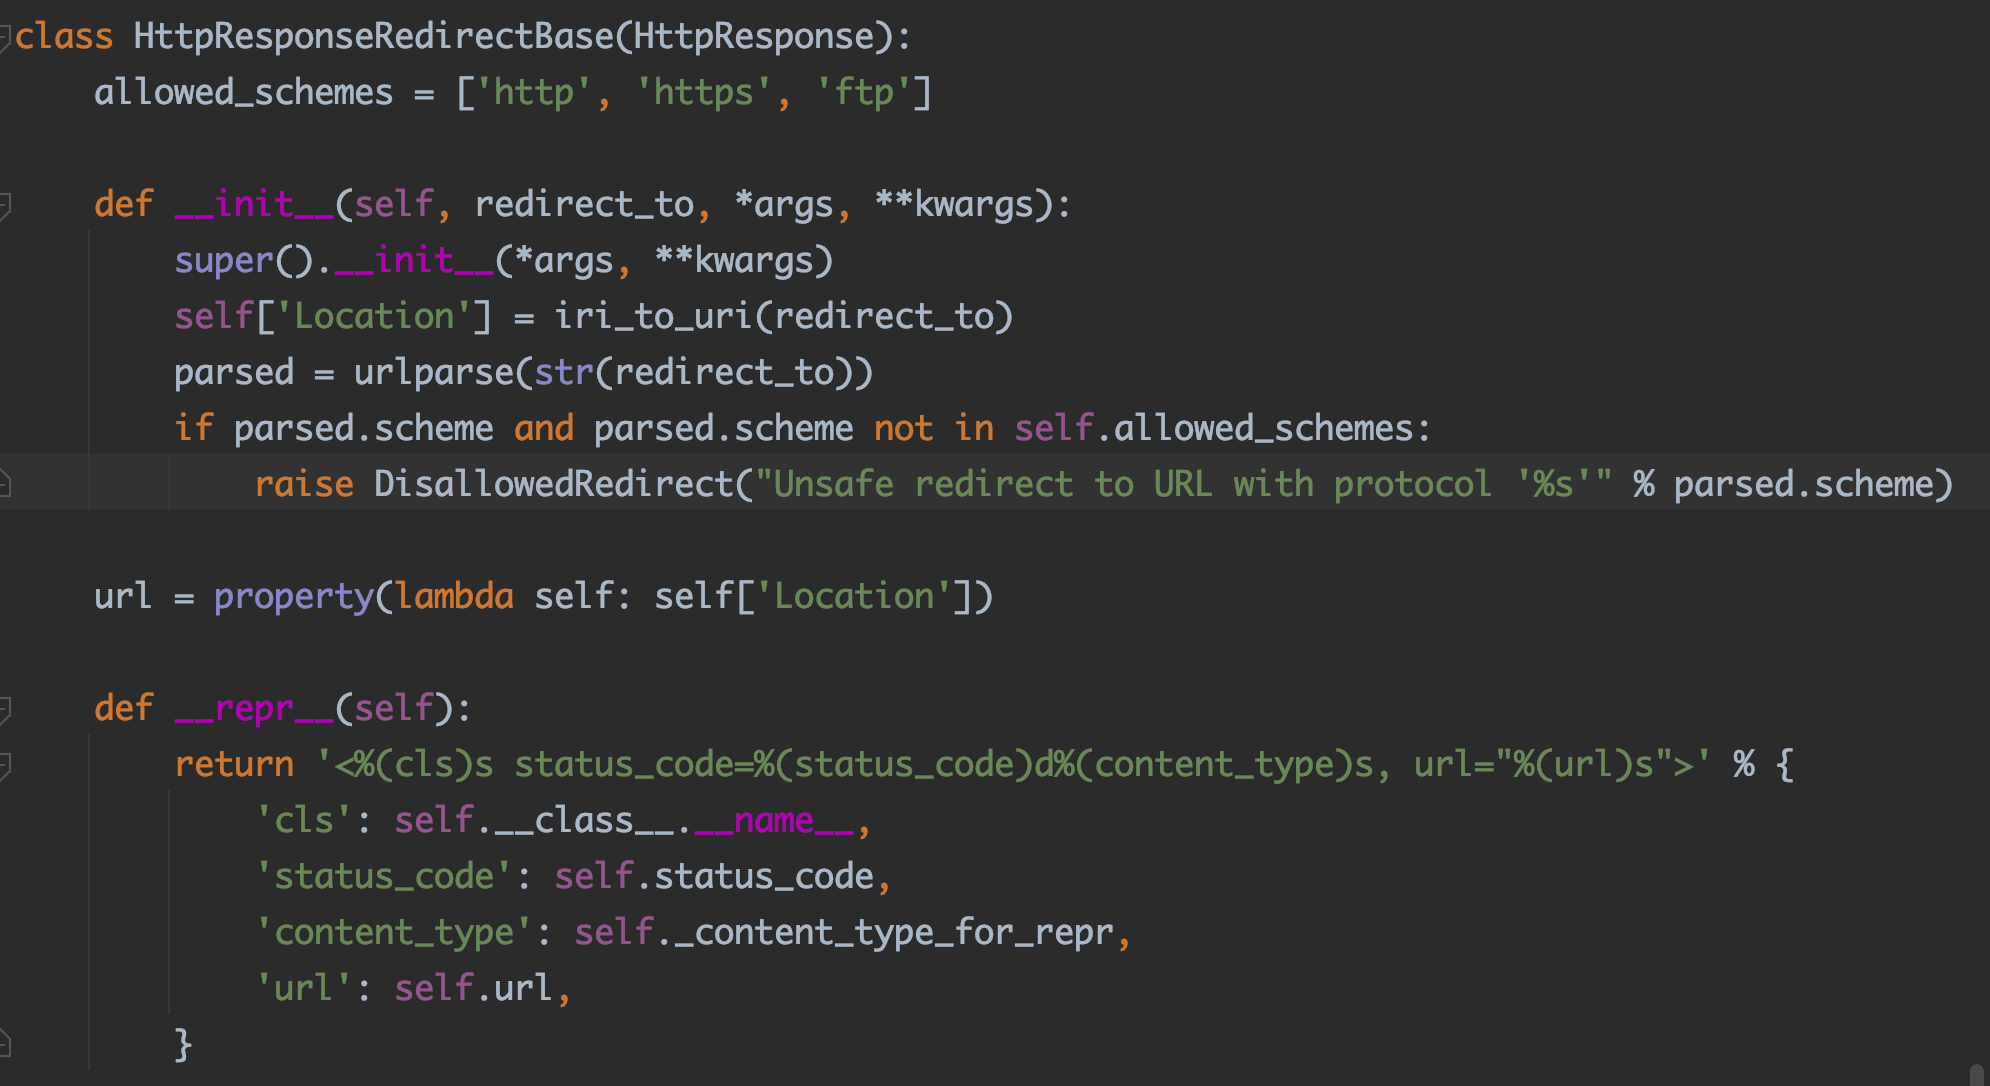 class HttpResponseRedirectBase(HttpResponse):
    allowed_schemes = ['http', 'https', 'ftp']

    def __init__(self, redirect_to, *args, **kwargs):
        super().__init__(*args, **kwargs)
        self['Location'] = iri_to_uri(redirect_to)
        parsed = urlparse(str(redirect_to))
        if parsed.scheme and parsed.scheme not in self.allowed_schemes:
            raise DisallowedRedirect("Unsafe redirect to URL with protocol '%s'" % parsed.scheme)

    url = property(lambda self: self['Location'])

    def __repr__(self):
        return '<%(cls)s status_code=%(status_code)d%(content_type)s, url="%(url)s">' % {
            'cls': self.__class__.__name__,
            'status_code': self.status_code,
            'content_type': self._content_type_for_repr,
            'url': self.url,
        }